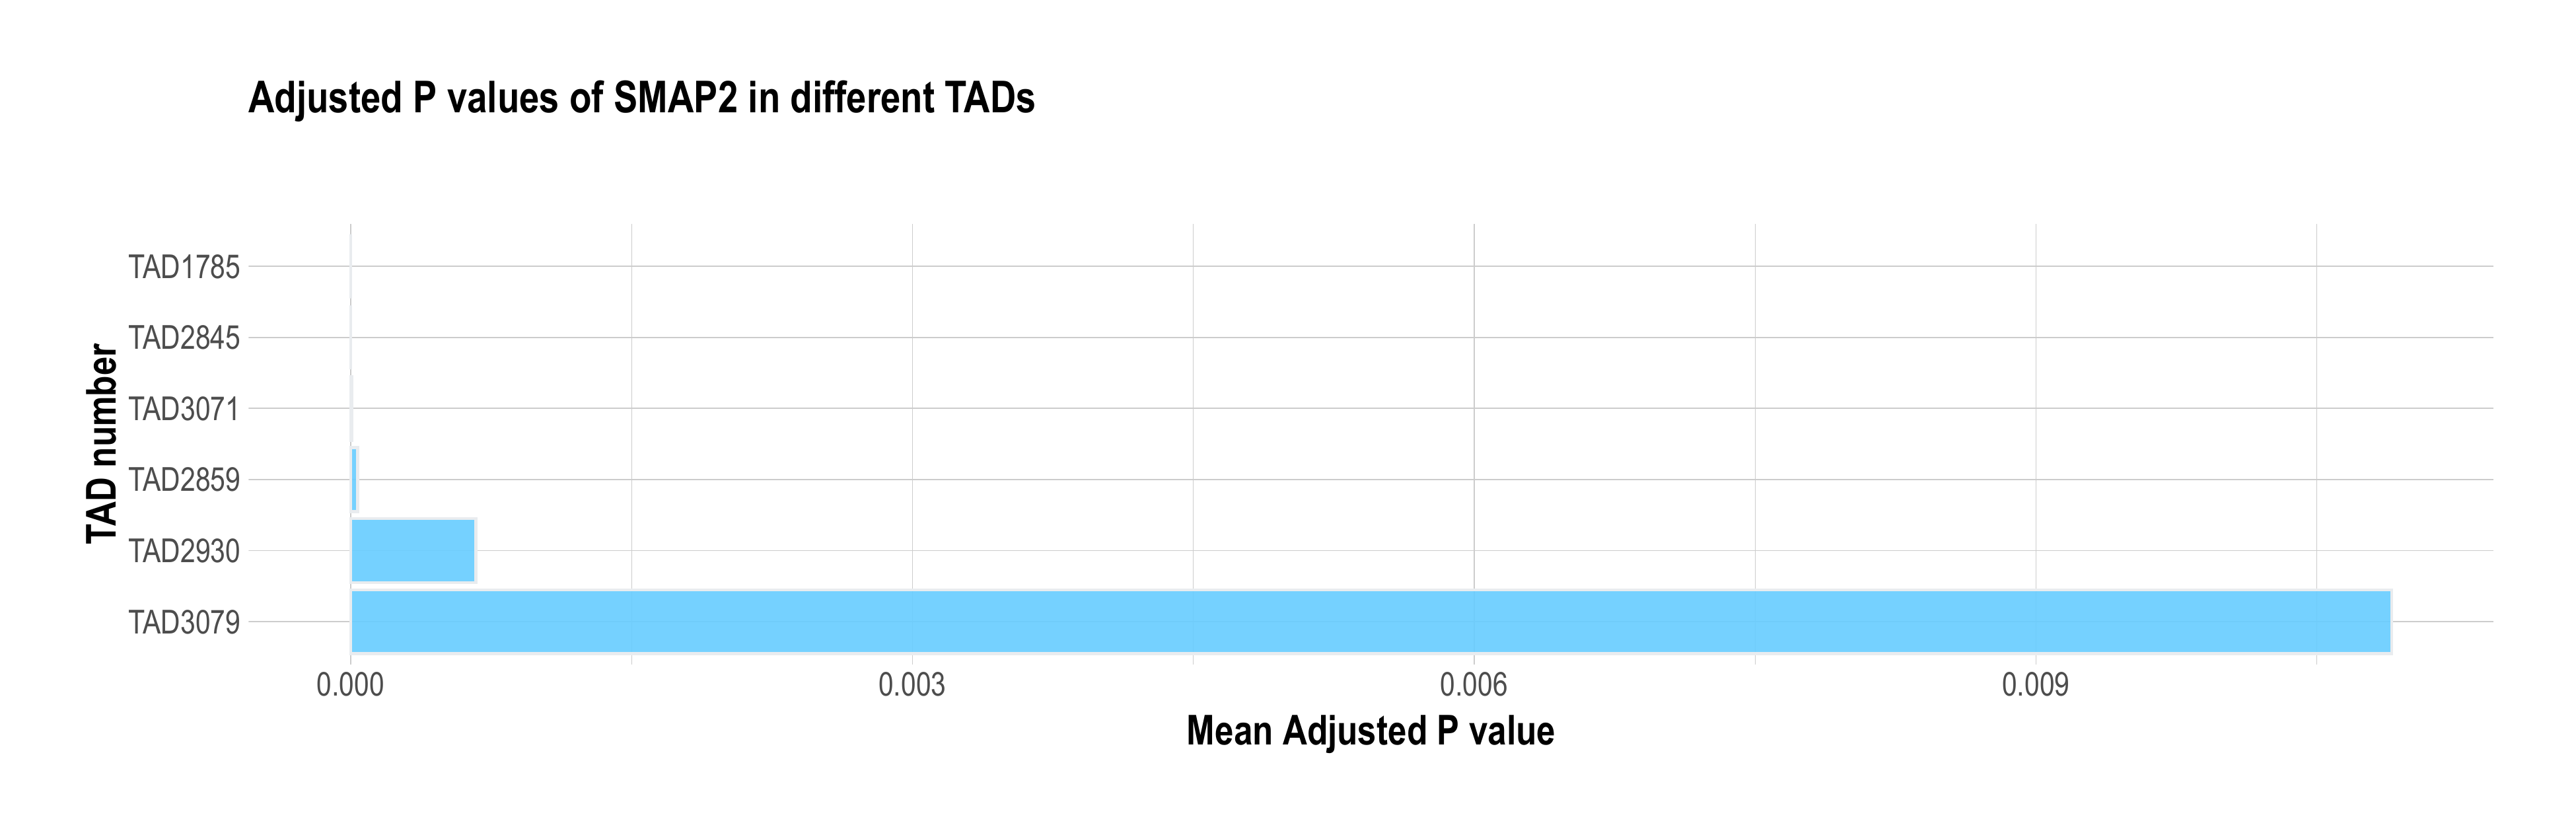 Adjusted P values of SMAP2 in different TADs
TAD number
TAD1785
TAD2845
TAD3071
TAD2859
TAD2930
TAD3079
0.000 0.003 0.006 0.009
Mean Adjusted P value